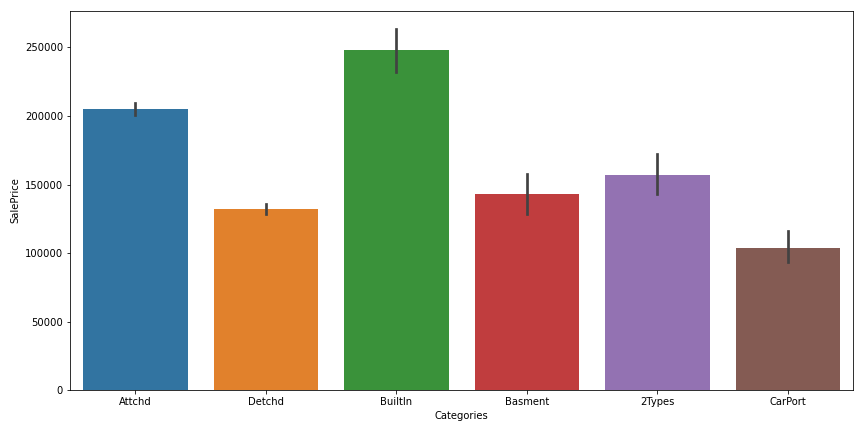 250000
200000
150000
100000
50000
0
SalePrice
Attchd Detchd BuiltIn Basment 2Types CarPort
Categories